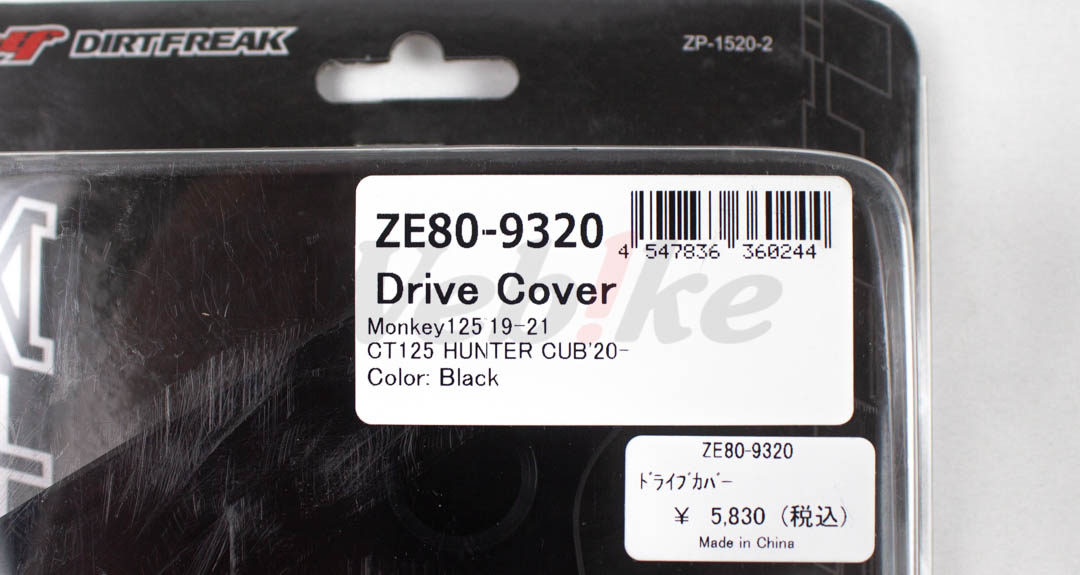 DIRTFREAK
ZP-1520-2
ZE80-9320
4 547836 360244
Drive Cover
Monkey125'19-21
CT125 HUNTER CUB'20-
Color: Black
Webike
ZE80-9320
ﾄﾞﾗｲﾌﾞｶﾊﾞｰ
￥ 5,830 (税込)
Made in China